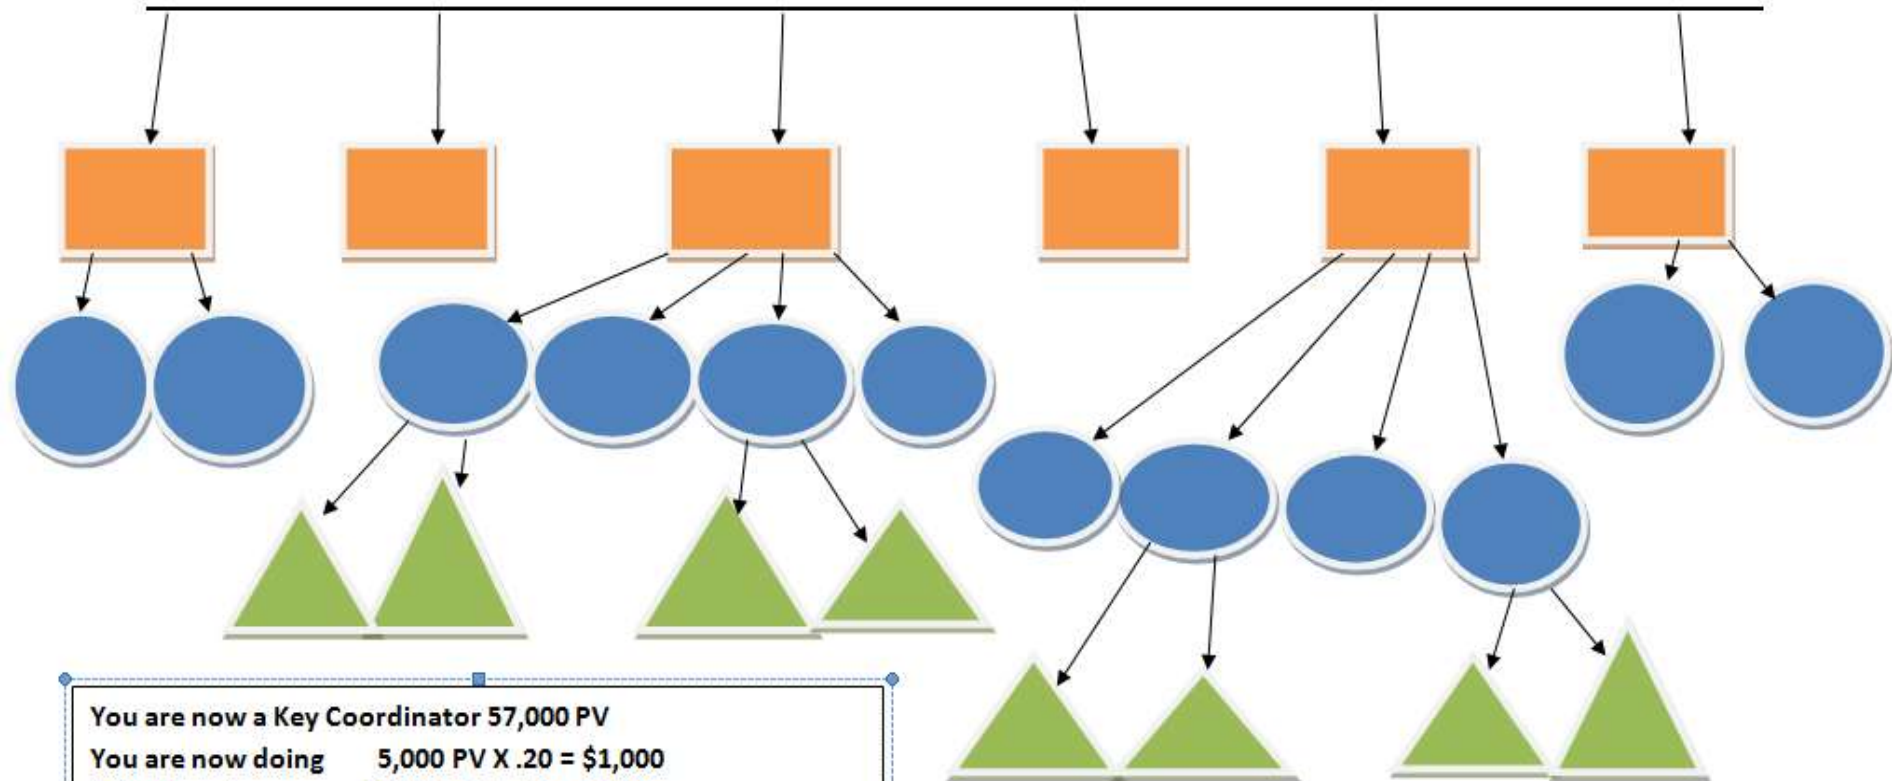 You are now a Key Coordinator 57,000 PV
You are now doing 5,000 PV X .20 = $1,000